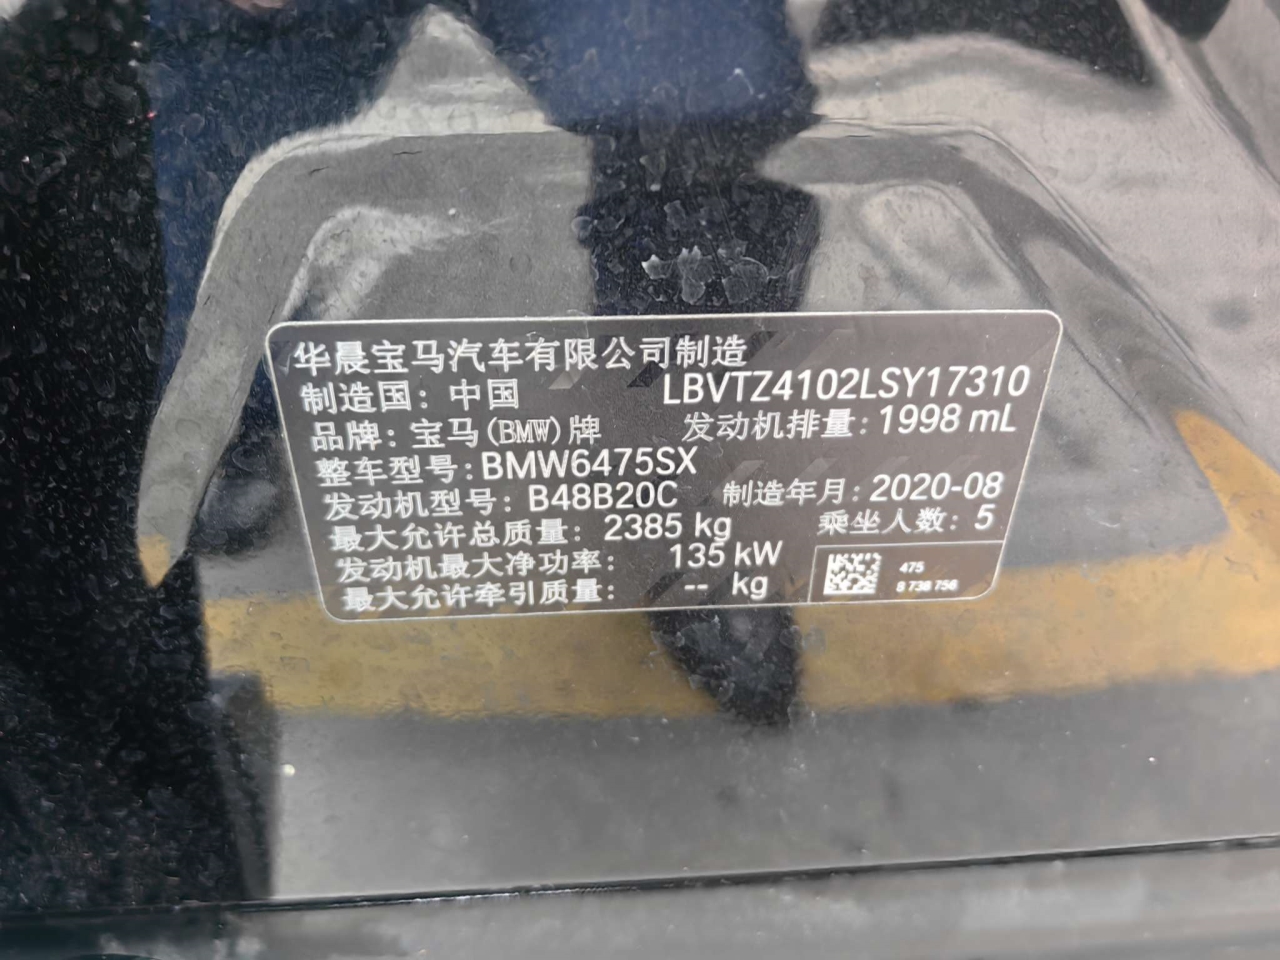 华晨宝马汽车有限公司制造
制造国：中国 LBVTZ4102LSY17310
品牌：宝马(BMW)牌 发动机排量：1998 mL
整车型号：BMW6475SX
发动机型号：B48B20C 制造年月：2020-08
最大允许总质量：2385 kg 乘坐人数：5
发动机最大净功率：135 kW
最大允许牵引质量：-- kg
475
8 738 756